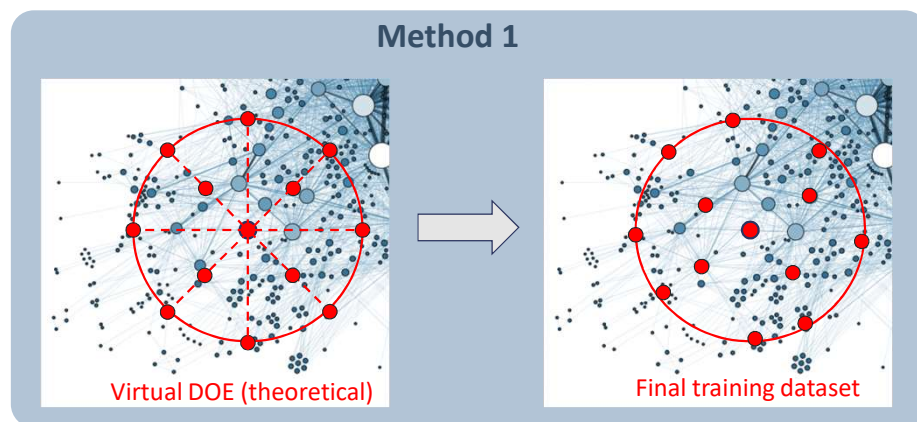 Method 1
Virtual DOE (theoretical)
Final training dataset